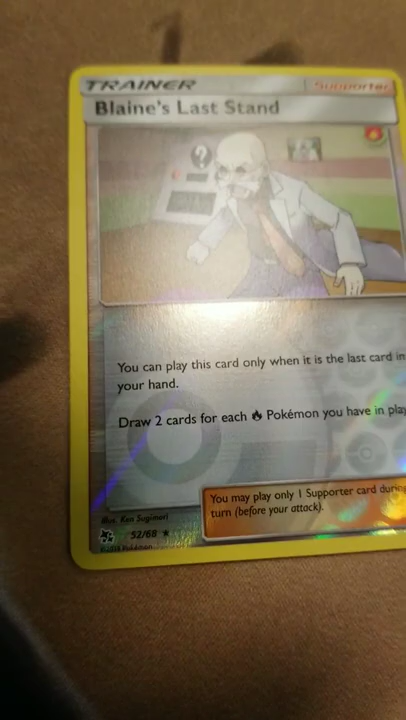 TRAINER Supporter
Blaine's Last Stand
?
You can play this card only when it is the last card in
your hand.
Draw 2 cards for each Pokémon you have in play
You may play only 1 Supporter card during
turn (before your attack).
Illus. Ken Sugimori
52/68 ★
Pokémon